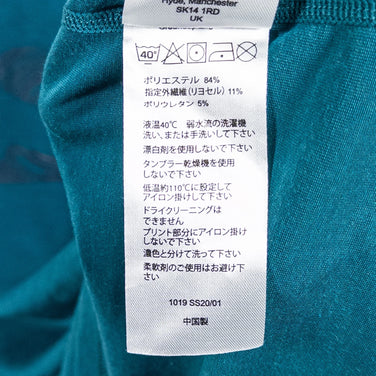 Hyde, Manchester
SK14 1RD
UK
40°
ポリエステル 84%
指定外繊維(リヨセル) 11%
ポリウレタン 5%
液温40℃ 弱水流の洗濯機
洗い、または手洗いして下さい
漂白剤を使用しないで下さい
タンブラー乾燥機を使用
しないで下さい
低温約110℃に設定して
アイロン掛けして下さい
ドライクリーニングは
できません
プリント部分にアイロン掛け
しないで下さい
濃色と分けて洗って下さい
柔軟剤のご使用はお避け下
さい
1019 SS20/01
中国製